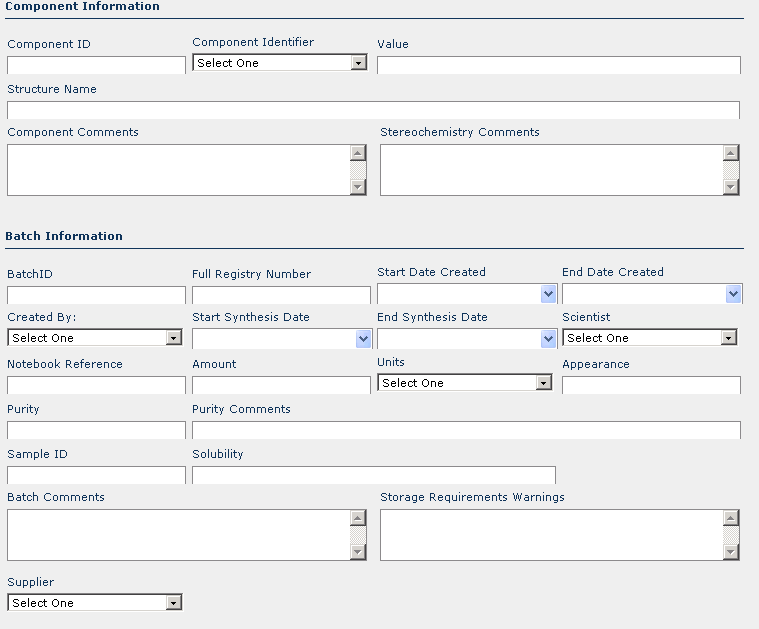 Component Information
Component ID Component Identifier Value
Select One
Structure Name
Component Comments Stereochemistry Comments
Batch Information
BatchID Full Registry Number Start Date Created End Date Created
Created By: Start Synthesis Date End Synthesis Date Scientist
Select One Select One
Notebook Reference Amount Units Appearance
Select One
Purity Purity Comments
Sample ID Solubility
Batch Comments Storage Requirements Warnings
Supplier
Select One